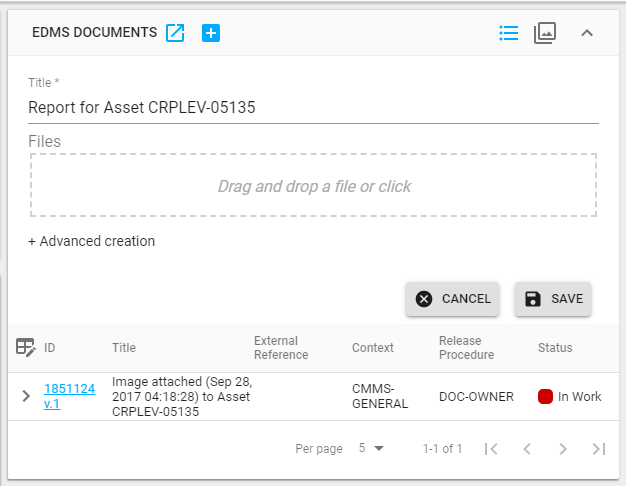 EDMS DOCUMENTS
Title *
Report for Asset CRPLEV-05135
Files
Drag and drop a file or click
+ Advanced creation
CANCEL SAVE
ID Title External Reference Context Release Procedure Status
1851124 v.1
Image attached (Sep 28,
2017 04:18:28) to Asset
CRPLEV-05135
CMMS-
GENERAL
DOC-OWNER
In Work
Per page 5 1-1 of 1